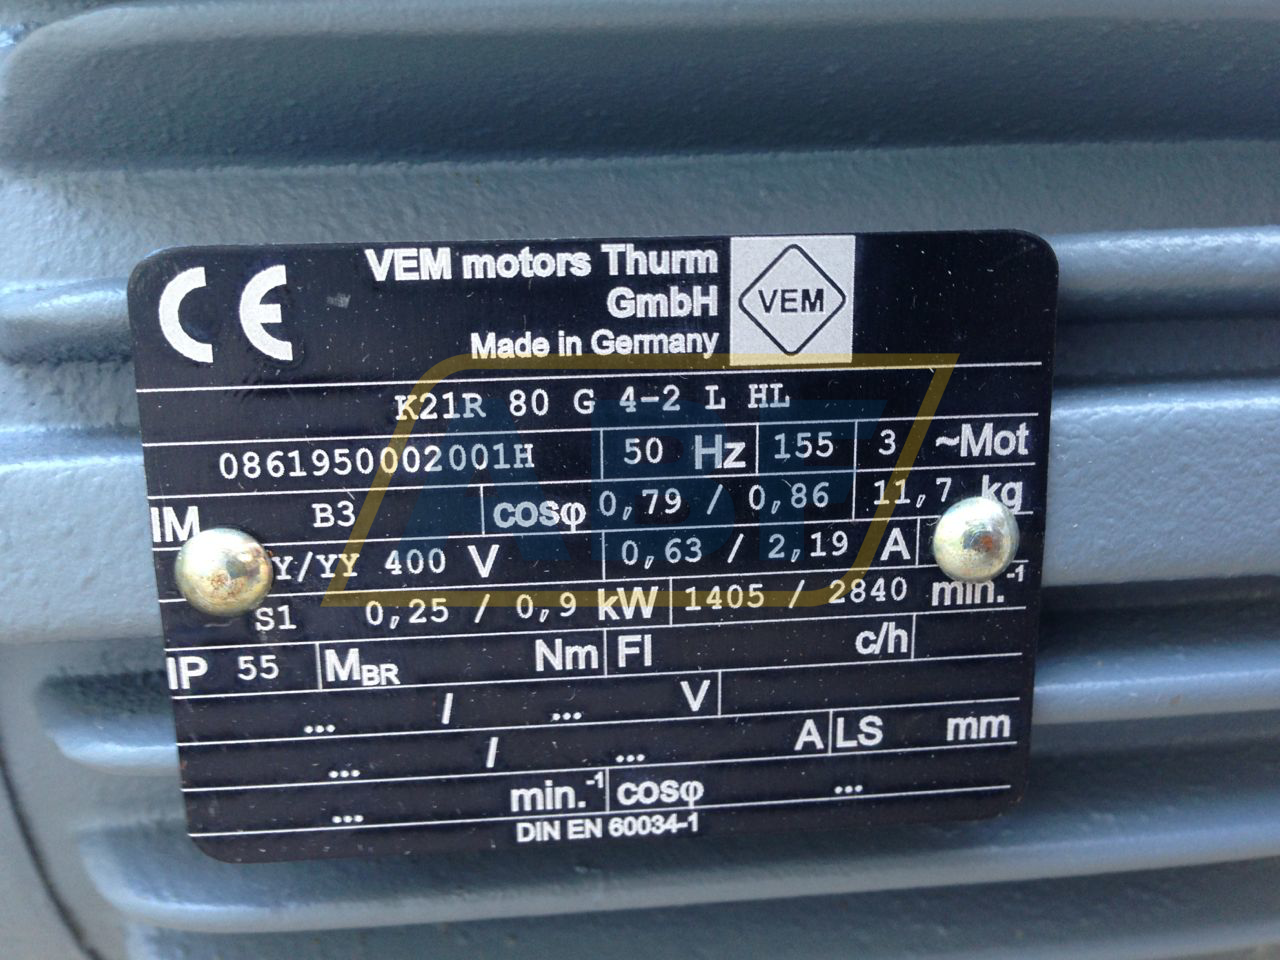 CE VEM motors Thurm
GmbH VEM
Made in Germany
K21R 80 G 4-2 L HL
0861950002001H 50 Hz 155 3 ~Mot
IM B3 cosφ 0,79 / 0,86 11,7 kg
Y/YY 400 V 0,63 / 2,19 A
S1 0,25 / 0,9 kW 1405 / 2840 min.-1
IP 55 MBR Nm FI c/h
... / ... V
... / ... A LS mm
... min.-1 cosφ ...
DIN EN 60034-1